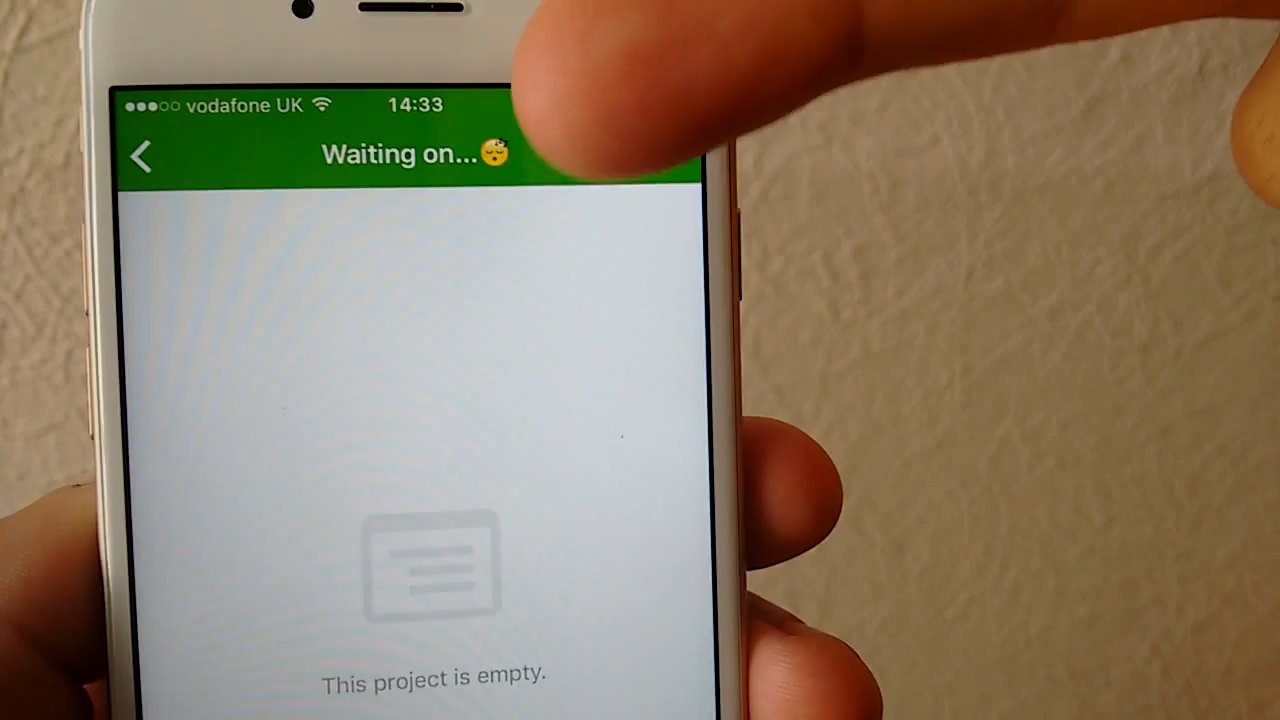 vodafone UK 14:33
Waiting on...😴
This project is empty.